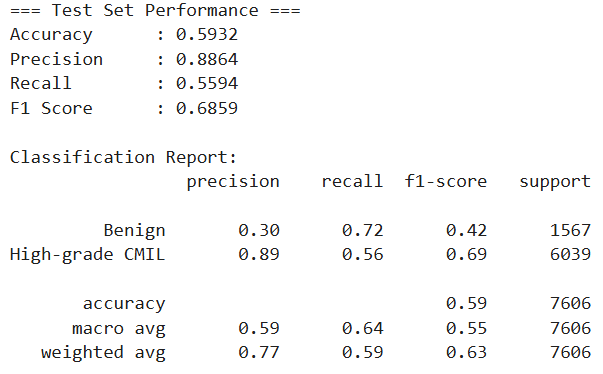 === Test Set Performance ===
Accuracy      : 0.5932
Precision     : 0.8864
Recall        : 0.5594
F1 Score      : 0.6859

Classification Report:
                 precision    recall  f1-score   support

         Benign       0.30      0.72      0.42      1567
High-grade CMIL       0.89      0.56      0.69      6039

       accuracy                           0.59      7606
      macro avg       0.59      0.64      0.55      7606
   weighted avg       0.77      0.59      0.63      7606